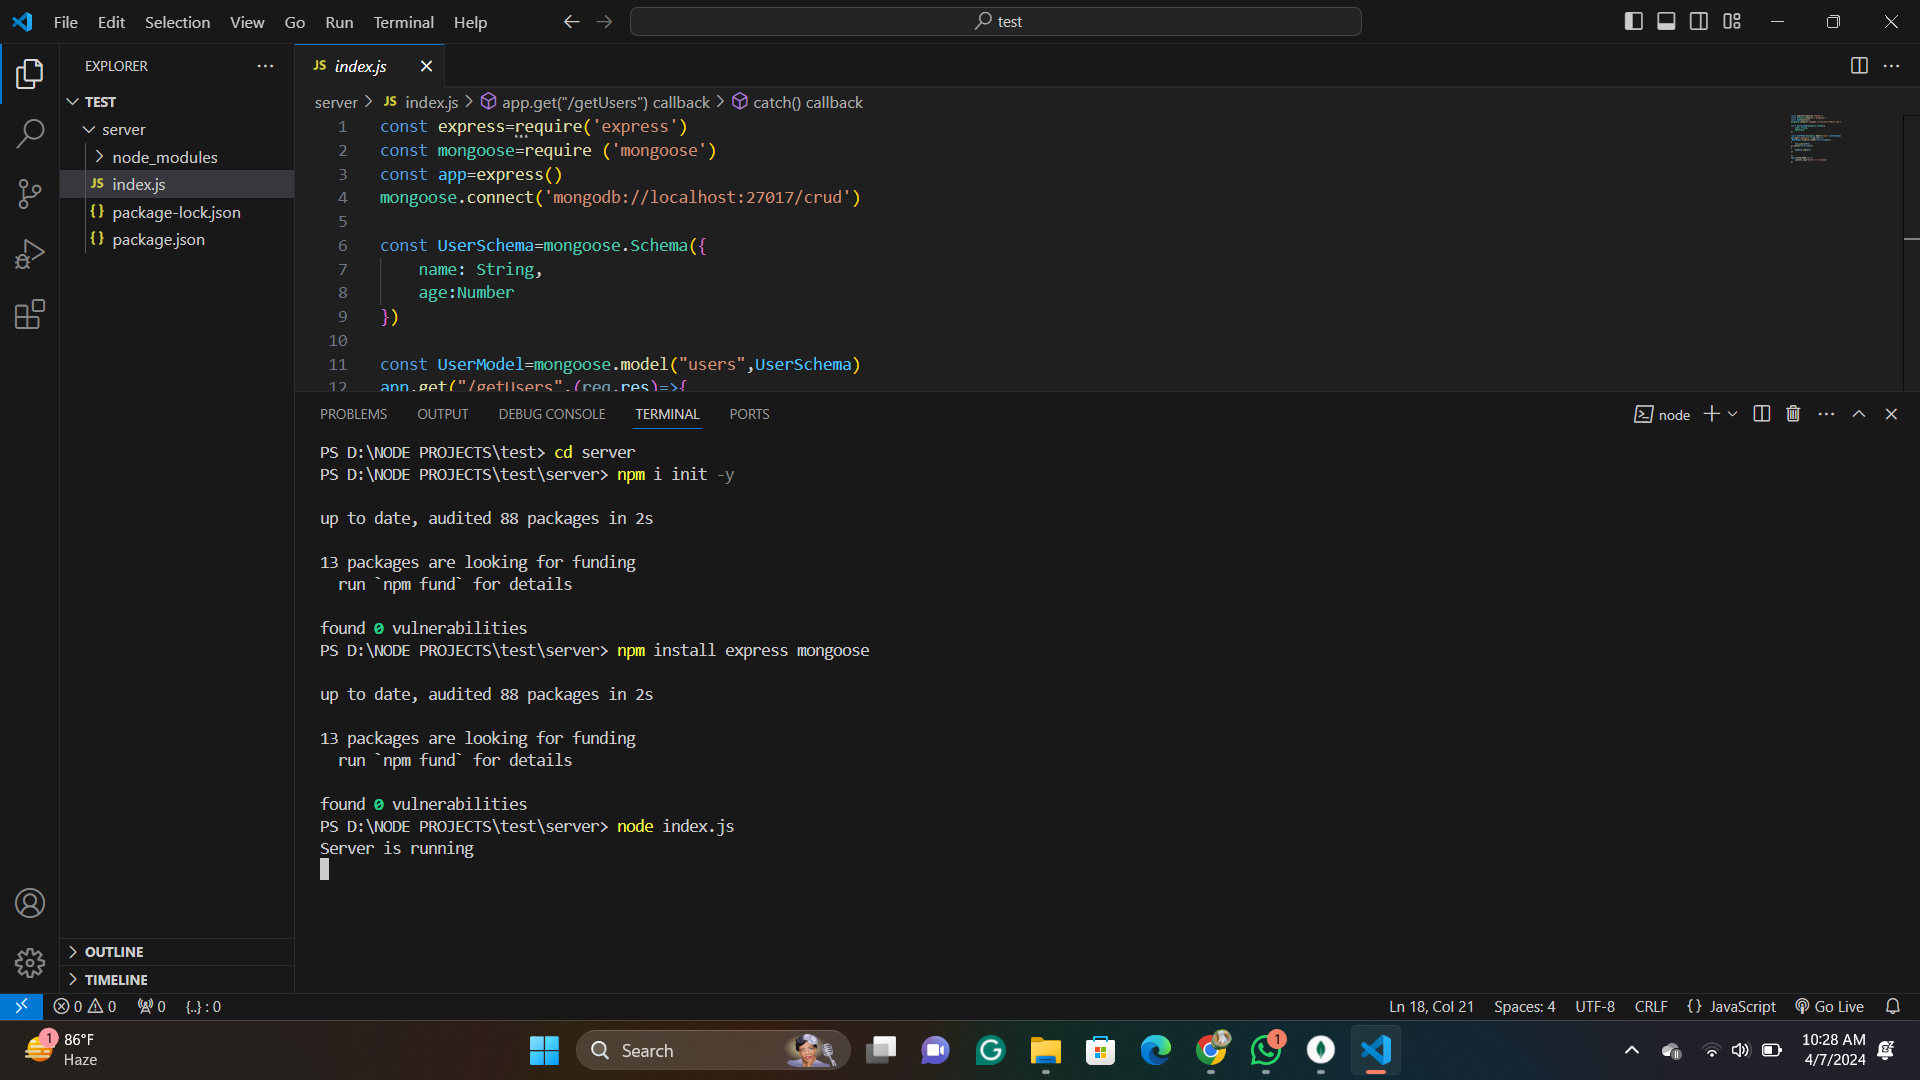 File Edit Selection View Go Run Terminal Help
test
EXPLORER
TEST
server
node_modules
JS index.js
{} package-lock.json
{} package.json
OUTLINE
TIMELINE
JS index.js
server > JS index.js > app.get("/getUsers") callback > catch() callback
1 const express=require('express')
2 const mongoose=require ('mongoose')
3 const app=express()
4 mongoose.connect('mongodb://localhost:27017/crud')
5
6 const UserSchema=mongoose.Schema({
7 name: String,
8 age:Number
9 })
10
11 const UserModel=mongoose.model("users",UserSchema)
12 app.get("/getUsers",(req,res)=>{
PROBLEMS OUTPUT DEBUG CONSOLE TERMINAL PORTS
node
PS D:\NODE PROJECTS\test> cd server
PS D:\NODE PROJECTS\test\server> npm i init -y
up to date, audited 88 packages in 2s
13 packages are looking for funding
run `npm fund` for details
found 0 vulnerabilities
PS D:\NODE PROJECTS\test\server> npm install express mongoose
up to date, audited 88 packages in 2s
13 packages are looking for funding
run `npm fund` for details
found 0 vulnerabilities
PS D:\NODE PROJECTS\test\server> node index.js
Server is running
0 0 0 {..} : 0
Ln 18, Col 21 Spaces: 4 UTF-8 CRLF {} JavaScript Go Live
1
86°F
Haze
Search
1
10:28 AM
4/7/2024